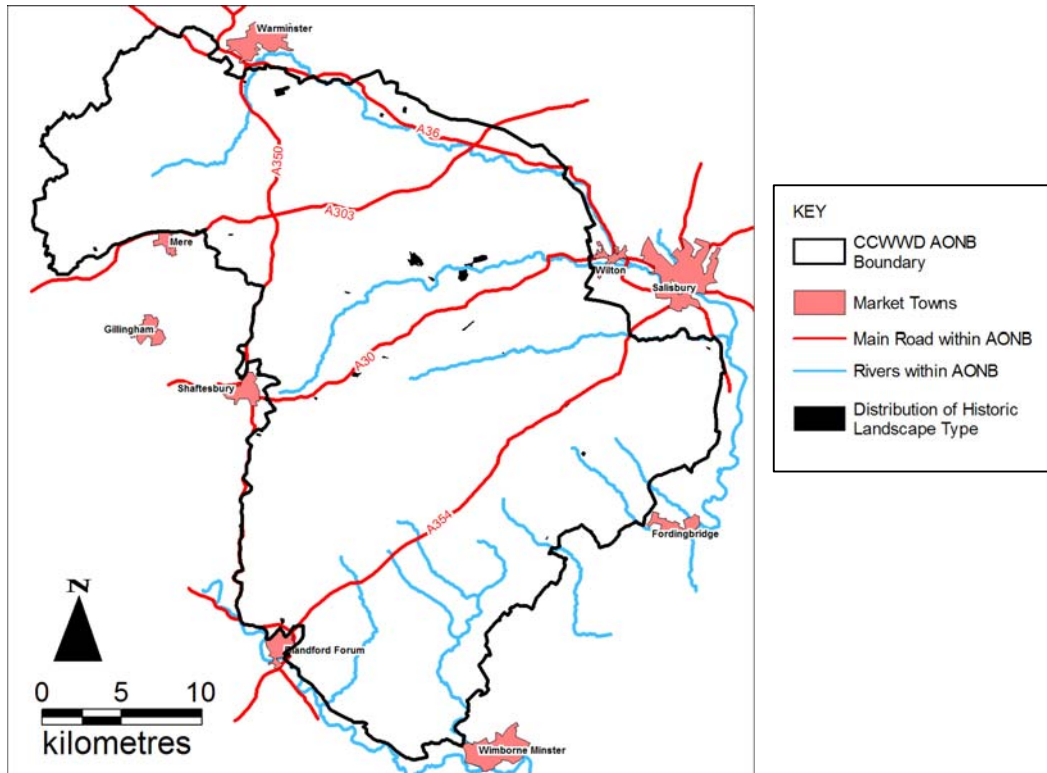 Warminster
A36
A350
A303
Mere
Wilton
Salisbury
Gillingham
A30
Shaftesbury
A354
Fordingbridge
N
Blandford Forum
0 5 10
kilometres
Wimborne Minster
KEY
CCWWD AONB
Boundary
Market Towns
Main Road within AONB
Rivers within AONB
Distribution of Historic
Landscape Type